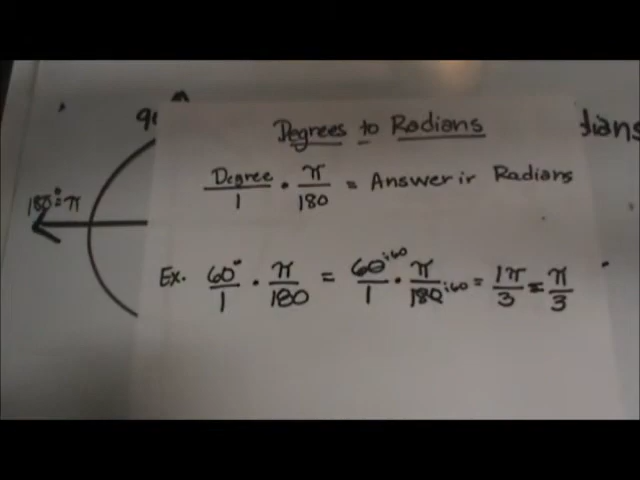 Degrees to Radians
Degree/1 · π/180 = Answer in Radians
Ex. 60°/1 · π/180 = 60÷60/1 · π/180÷60 = 1π/3 = π/3
180°=π
dians